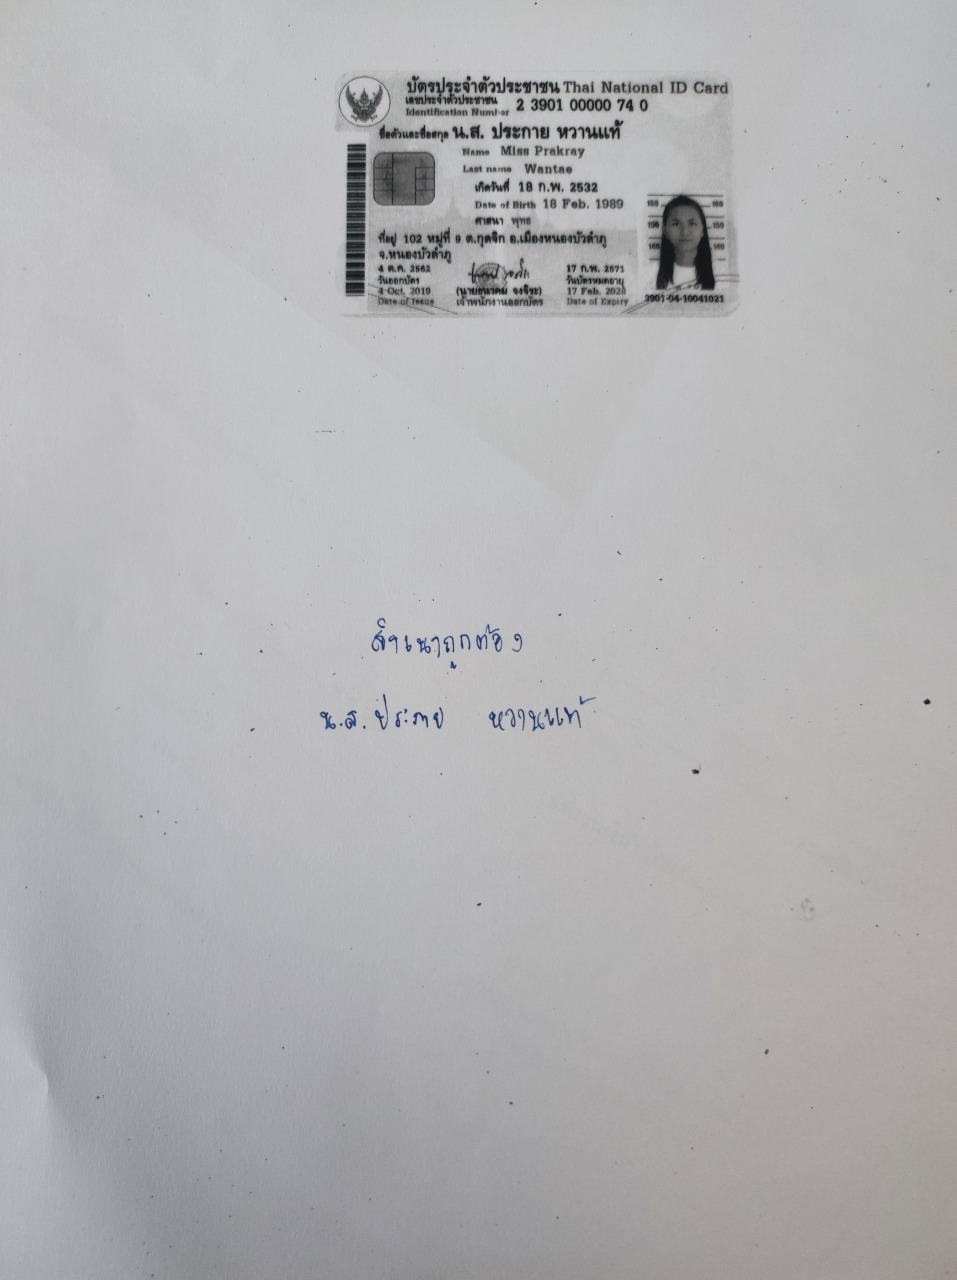 บัตรประจำตัวประชาชน Thai National ID Card
เลขประจำตัวประชาชน 2 3901 00000 74 0
Identification Number
ชื่อตัวและชื่อสกุล น.ส. ประกาย หวานแท้
Name Miss Prakray
Last name Wantae
เกิดวันที่ 18 ก.พ. 2532
Date of Birth 18 Feb. 1989
ศาสนา พุทธ
ที่อยู่ 102 หมู่ที่ 9 ต.กุดจิก อ.เมืองหนองบัวลำภู
จ.หนองบัวลำภู
4 ต.ค. 2562
วันออกบัตร
4 Oct. 2019
Date of Issue
เจ้าพนักงานออกบัตร
17 ก.พ. 2571
วันบัตรหมดอายุ
17 Feb. 2028
Date of Expiry
160 160
150 150
140 140
3901-04-10041021
สำเนาถูกต้อง
น.ส.ประกาย หวานแท้